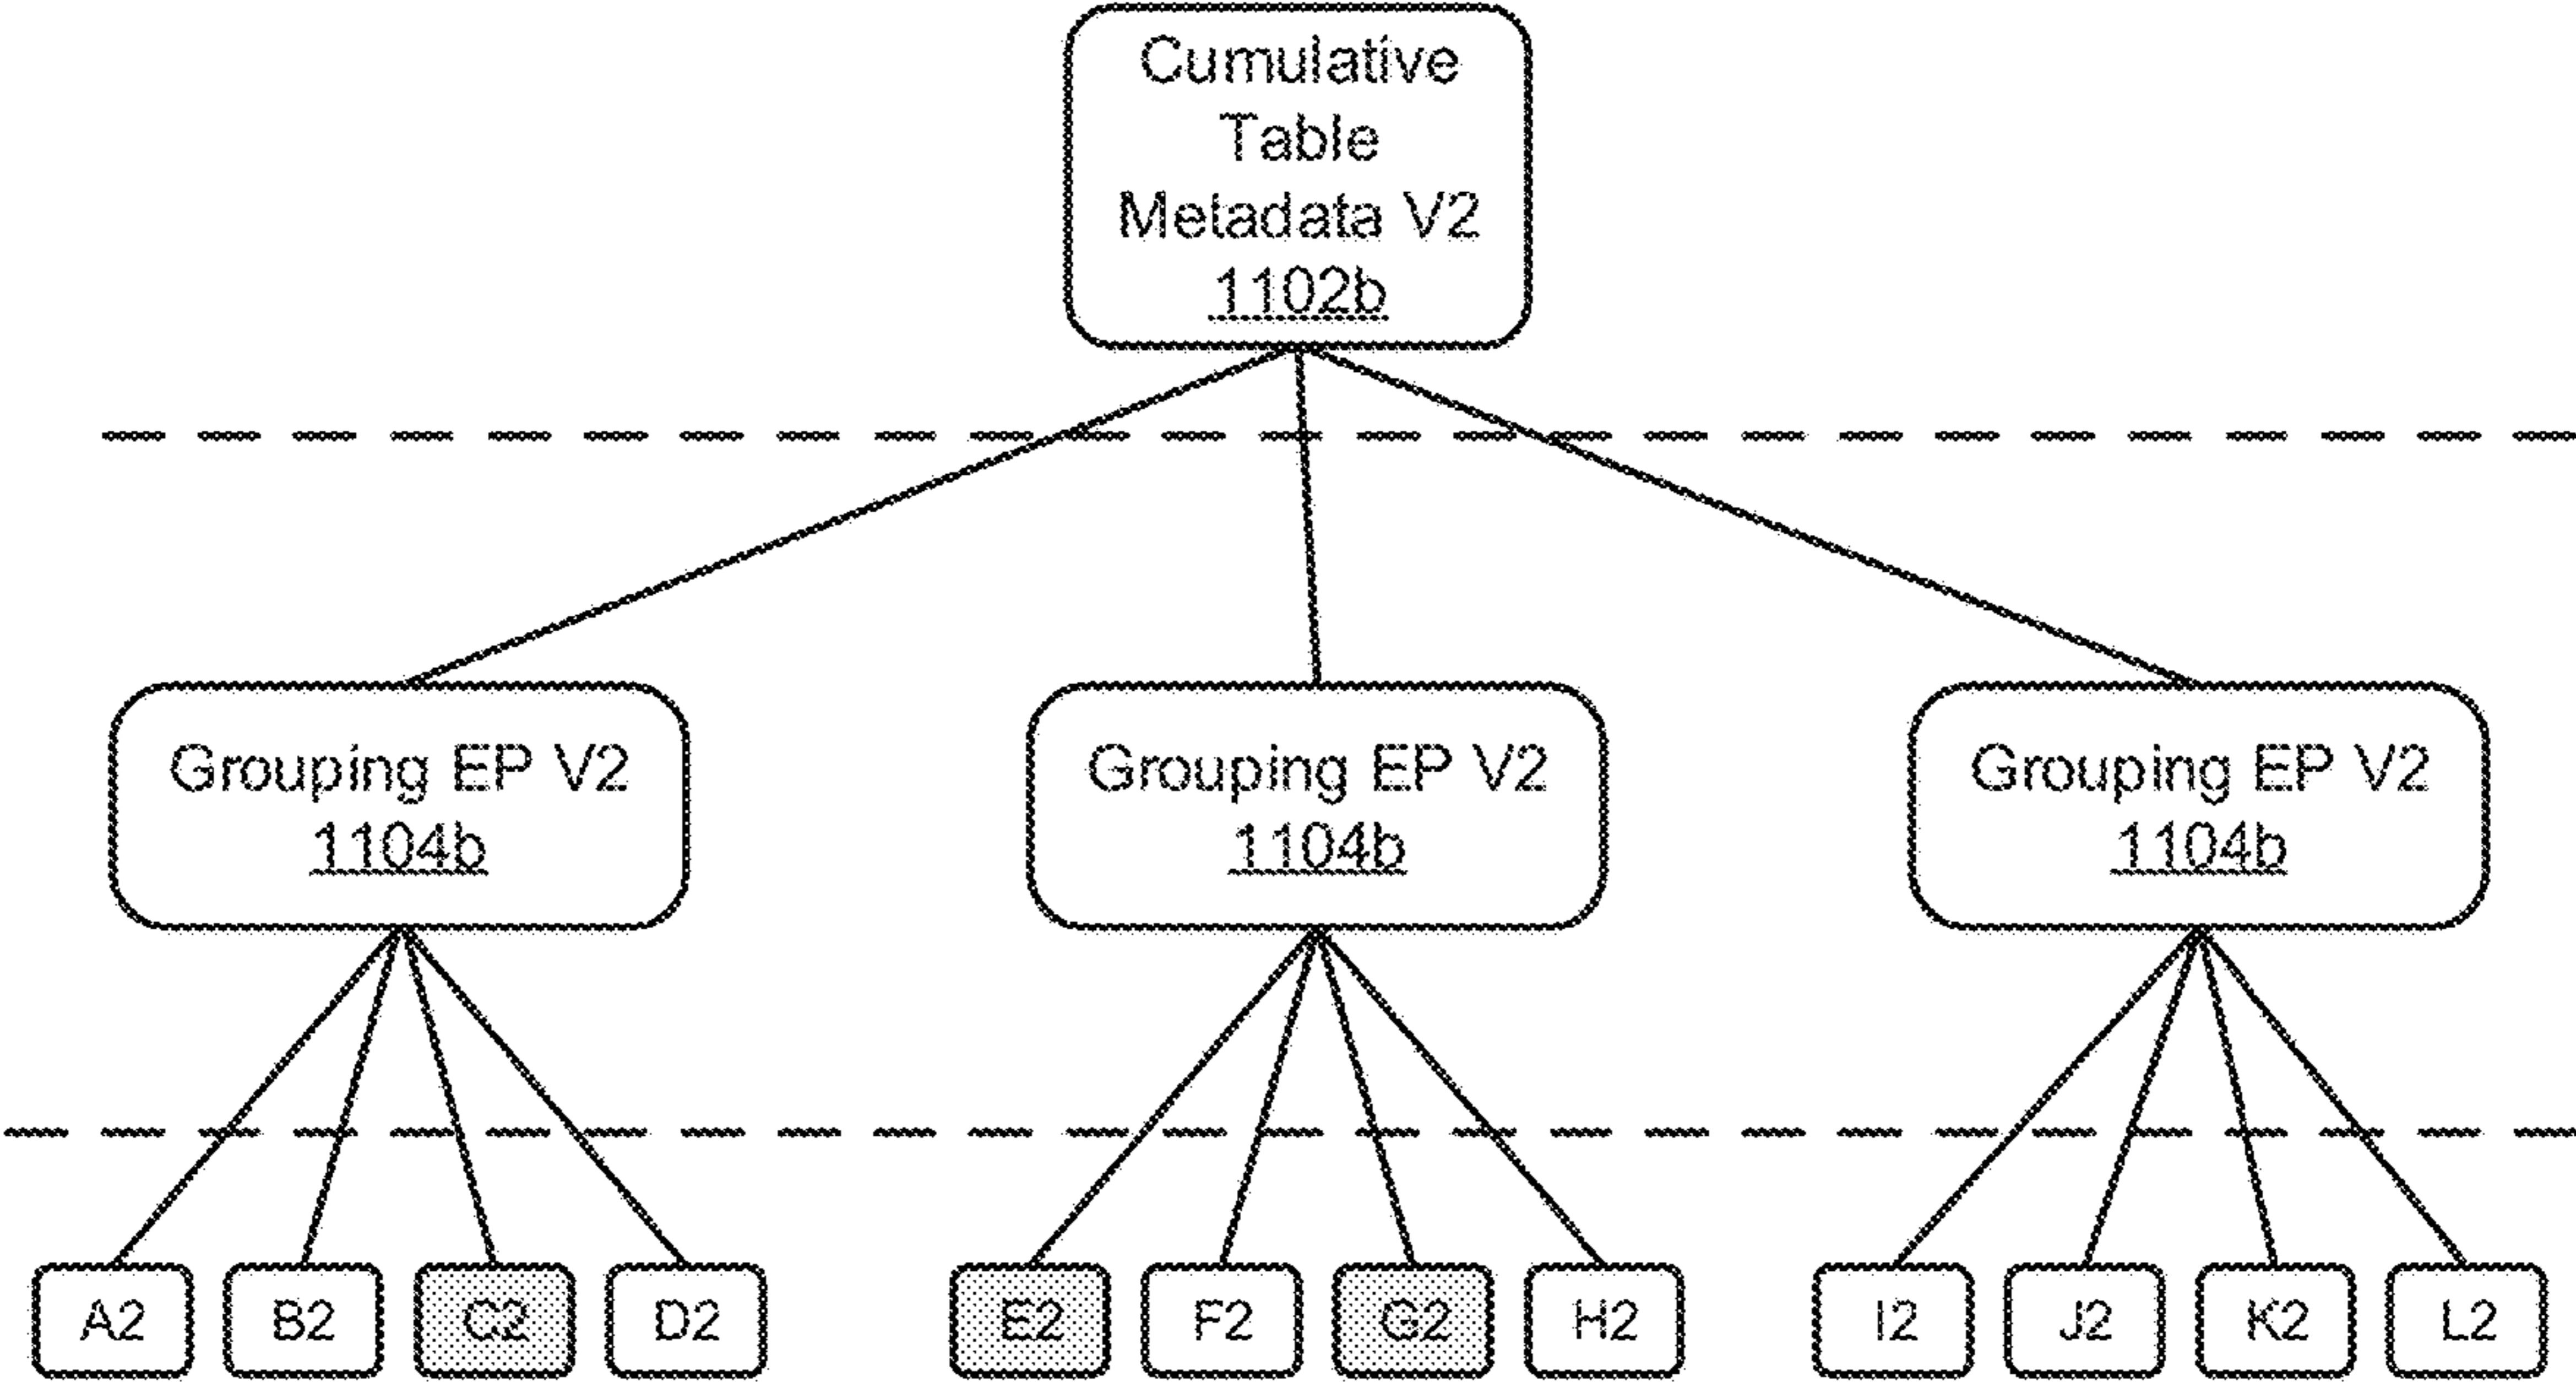 Cumulative
Table
Metadata V2
1102b
Grouping EP V2
1104b
Grouping EP V2
1104b
Grouping EP V2
1104b
A2
B2
C2
D2
E2
F2
G2
H2
I2
J2
K2
L2